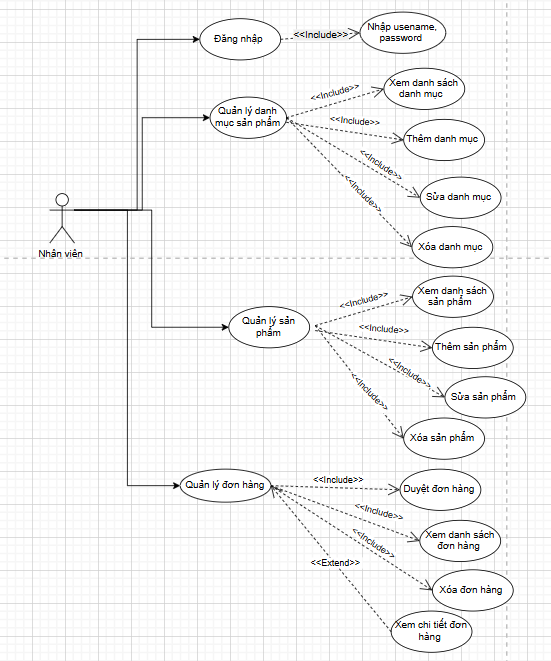 Đăng nhập
<<Include>>
Nhập usename,
password
Quản lý danh
mục sản phẩm
<<Include>>
Xem danh sách
danh mục
<<Include>>
Thêm danh mục
<<Include>>
Sửa danh mục
<<Include>>
Xóa danh mục
Nhân viên
Quản lý sản
phẩm
<<Include>>
Xem danh sách
sản phẩm
<<Include>>
Thêm sản phẩm
<<Include>>
Sửa sản phẩm
<<Include>>
Xóa sản phẩm
Quản lý đơn hàng
<<Include>>
Duyệt đơn hàng
<<Include>>
Xem danh sách
đơn hàng
<<Include>>
Xóa đơn hàng
<<Extend>>
Xem chi tiết đơn
hàng